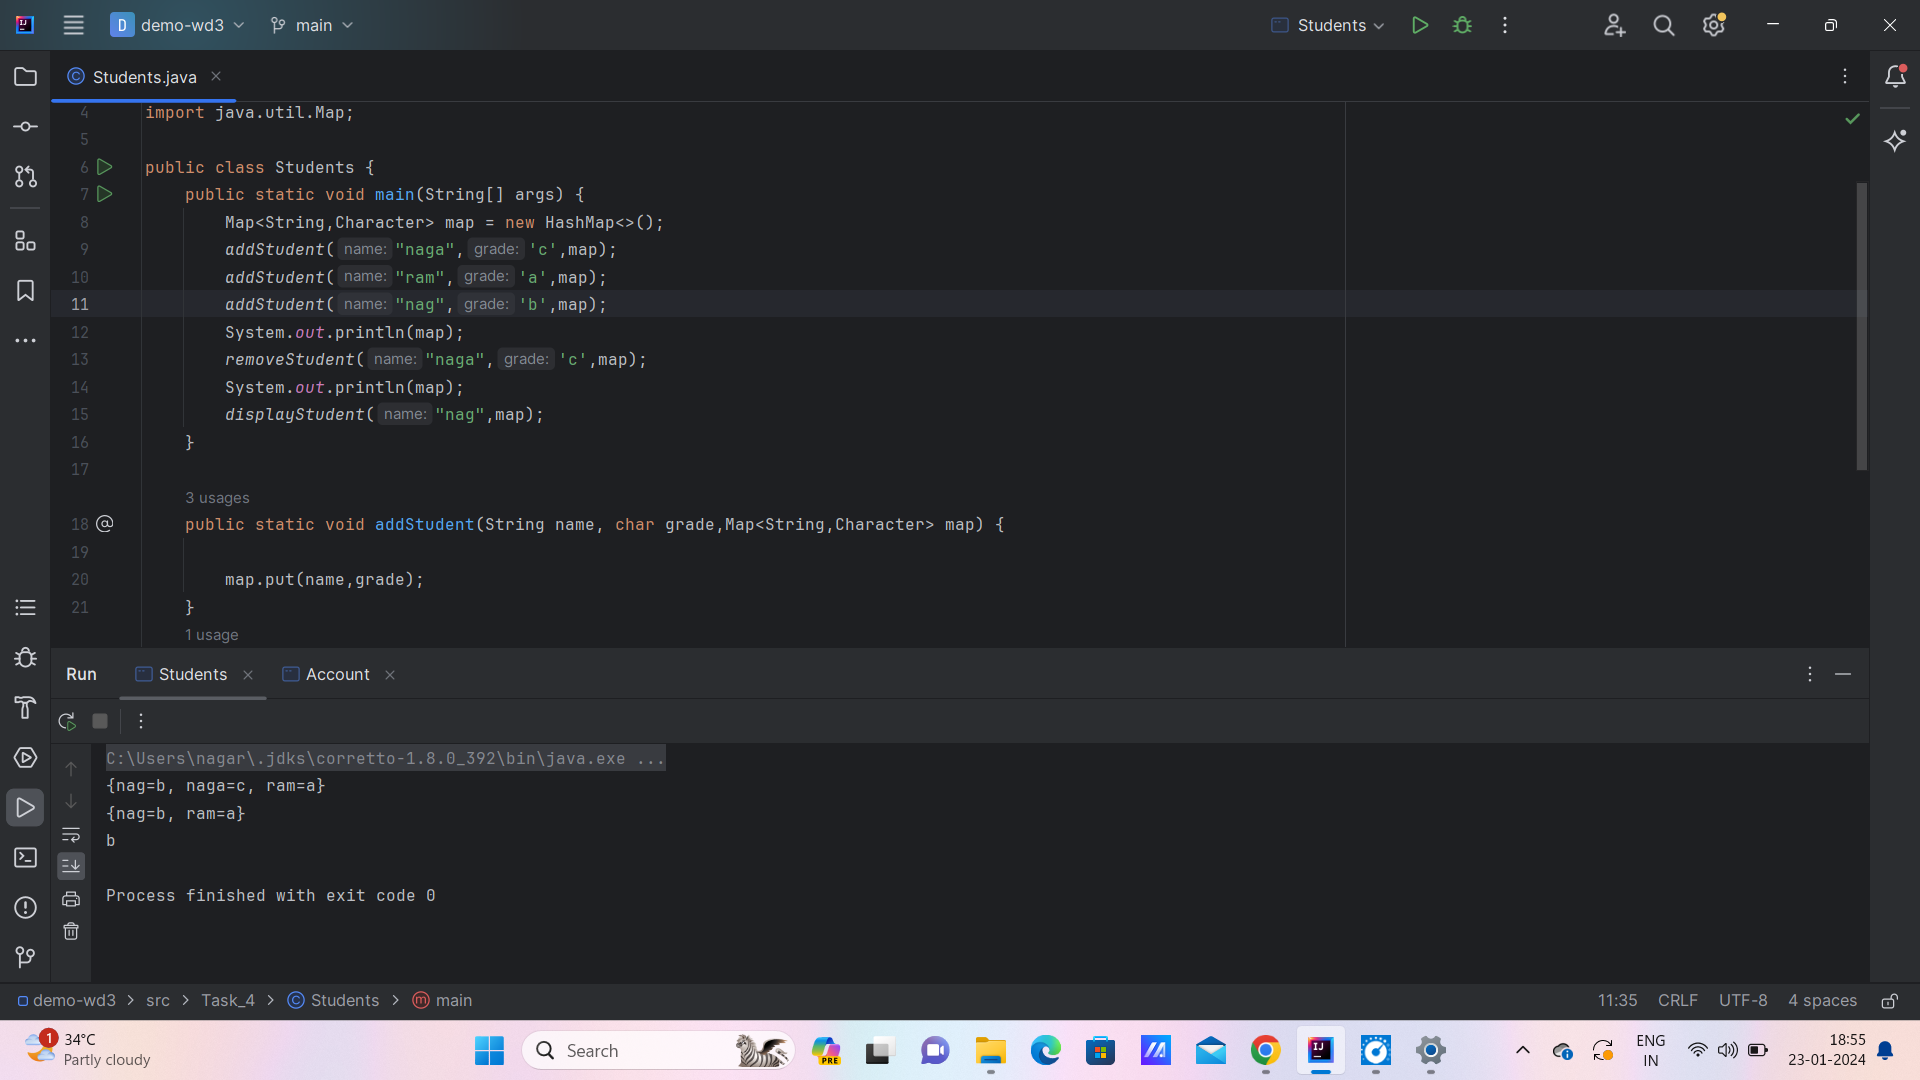 D demo-wd3 main Students
Students.java
4 import java.util.Map;
5
6 public class Students {
7 public static void main(String[] args) {
8 Map<String,Character> map = new HashMap<>();
9 addStudent( name: "naga", grade: 'c',map);
10 addStudent( name: "ram", grade: 'a',map);
11 addStudent( name: "nag", grade: 'b',map);
12 System.out.println(map);
13 removeStudent( name: "naga", grade: 'c',map);
14 System.out.println(map);
15 displayStudent( name: "nag",map);
16 }
17
3 usages
18 public static void addStudent(String name, char grade,Map<String,Character> map) {
19
20 map.put(name,grade);
21 }
1 usage
Run Students Account
C:\Users\nagar\.jdks\corretto-1.8.0_392\bin\java.exe ...
{nag=b, naga=c, ram=a}
{nag=b, ram=a}
b
Process finished with exit code 0
demo-wd3 > src > Task_4 > Students > main 11:35 CRLF UTF-8 4 spaces
1 34°C
Partly cloudy
Search
PRE
ENG
IN
18:55
23-01-2024